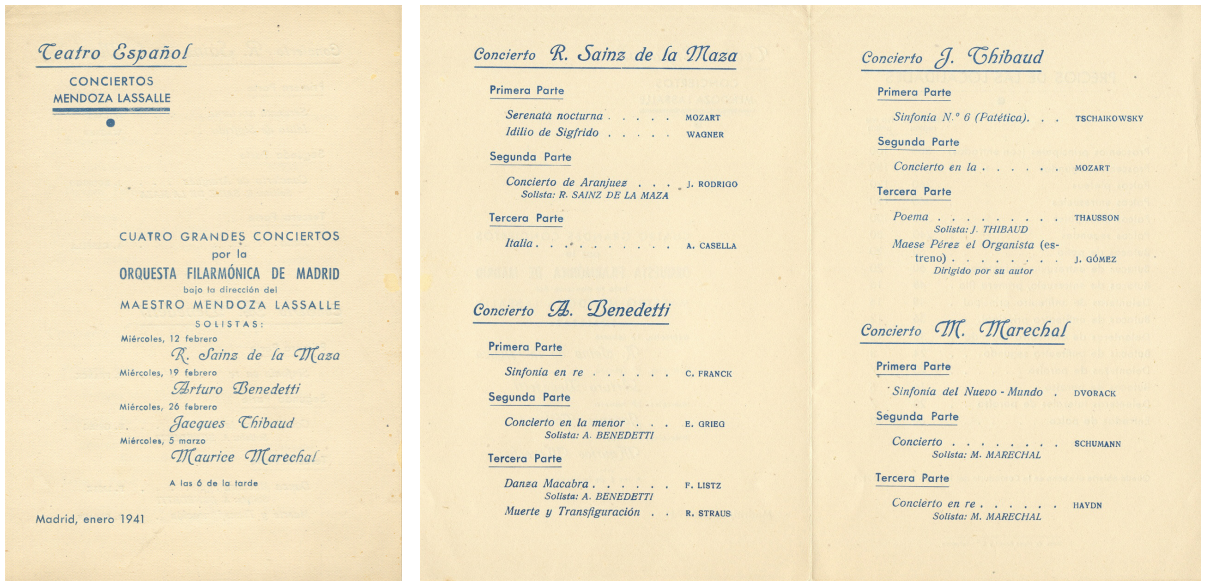 Teatro Español
CONCIERTOS
MENDOZA LASSALLE
CUATRO GRANDES CONCIERTOS
por la
ORQUESTA FILARMÓNICA DE MADRID
bajo la dirección del
MAESTRO MENDOZA LASSALLE
SOLISTAS:
Miércoles, 12 febrero
R. Sainz de la Maza
Miércoles, 19 febrero
Arturo Benedetti
Miércoles, 26 febrero
Jacques Thibaud
Miércoles, 5 marzo
Maurice Marechal
A las 6 de la tarde
Madrid, enero 1941
Concierto R. Sainz de la Maza
Primera Parte
Serenata nocturna . . . . . MOZART
Idilio de Sigfrido . . . . . WAGNER
Segunda Parte
Concierto de Aranjuez . . . J. RODRIGO
Solista: R. SAINZ DE LA MAZA
Tercera Parte
Italia . . . . . . . . . . A. CASELLA
Concierto A. Benedetti
Primera Parte
Sinfonía en re . . . . . . C. FRANCK
Segunda Parte
Concierto en la menor . . . E. GRIEG
Solista: A. BENEDETTI
Tercera Parte
Danza Macabra . . . . . . F. LISTZ
Solista: A. BENEDETTI
Muerte y Transfiguración . . R. STRAUS
Concierto J. Thibaud
Primera Parte
Sinfonía N.º 6 (Patética). . . TSCHAIKOWSKY
Segunda Parte
Concierto en la . . . . . . MOZART
Tercera Parte
Poema . . . . . . . . . THAUSSON
Solista: J. THIBAUD
Maese Pérez el Organista (es-
treno) . . . . . . . . J. GÓMEZ
Dirigido por su autor
Concierto M. Marechal
Primera Parte
Sinfonía del Nuevo - Mundo . DVORACK
Segunda Parte
Concierto . . . . . . . . SCHUMANN
Solista: M. MARECHAL
Tercera Parte
Concierto en re . . . . . . HAYDN
Solista: M. MARECHAL